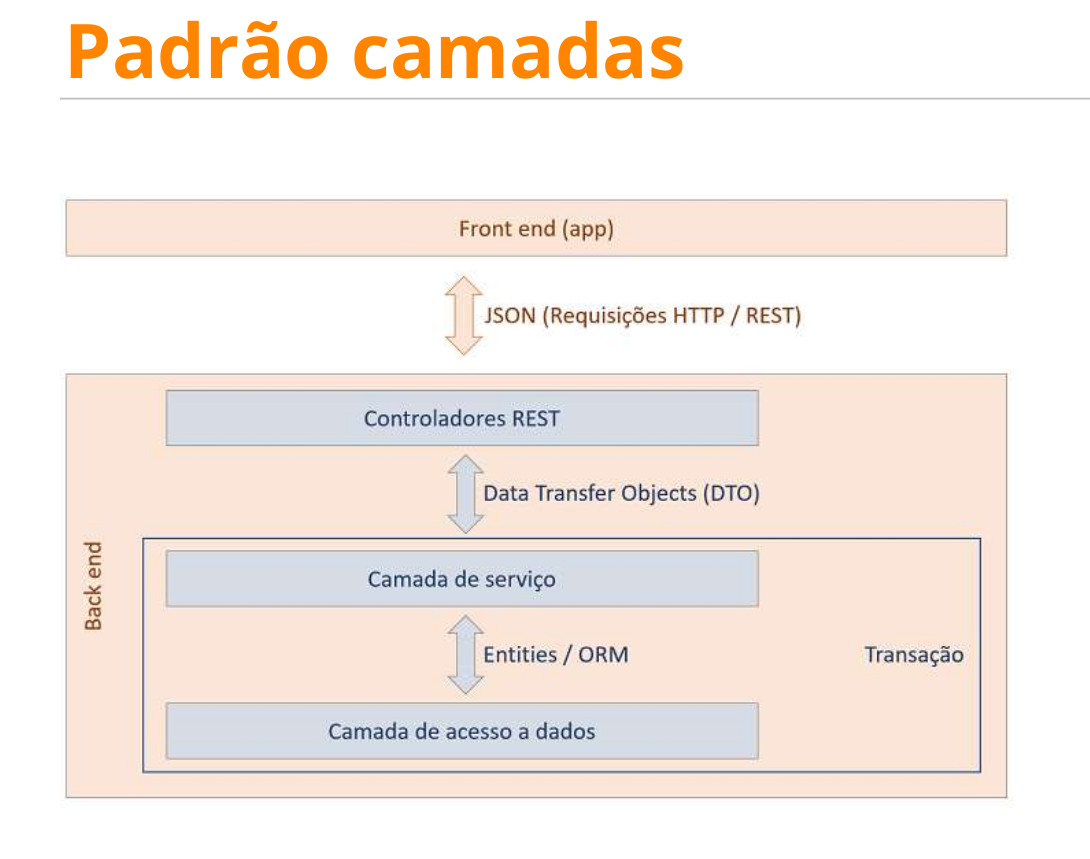 Padrão camadas
Front end (app)
JSON (Requisições HTTP / REST)
Controladores REST
Data Transfer Objects (DTO)
Back end
Camada de serviço
Entities / ORM
Transação
Camada de acesso a dados